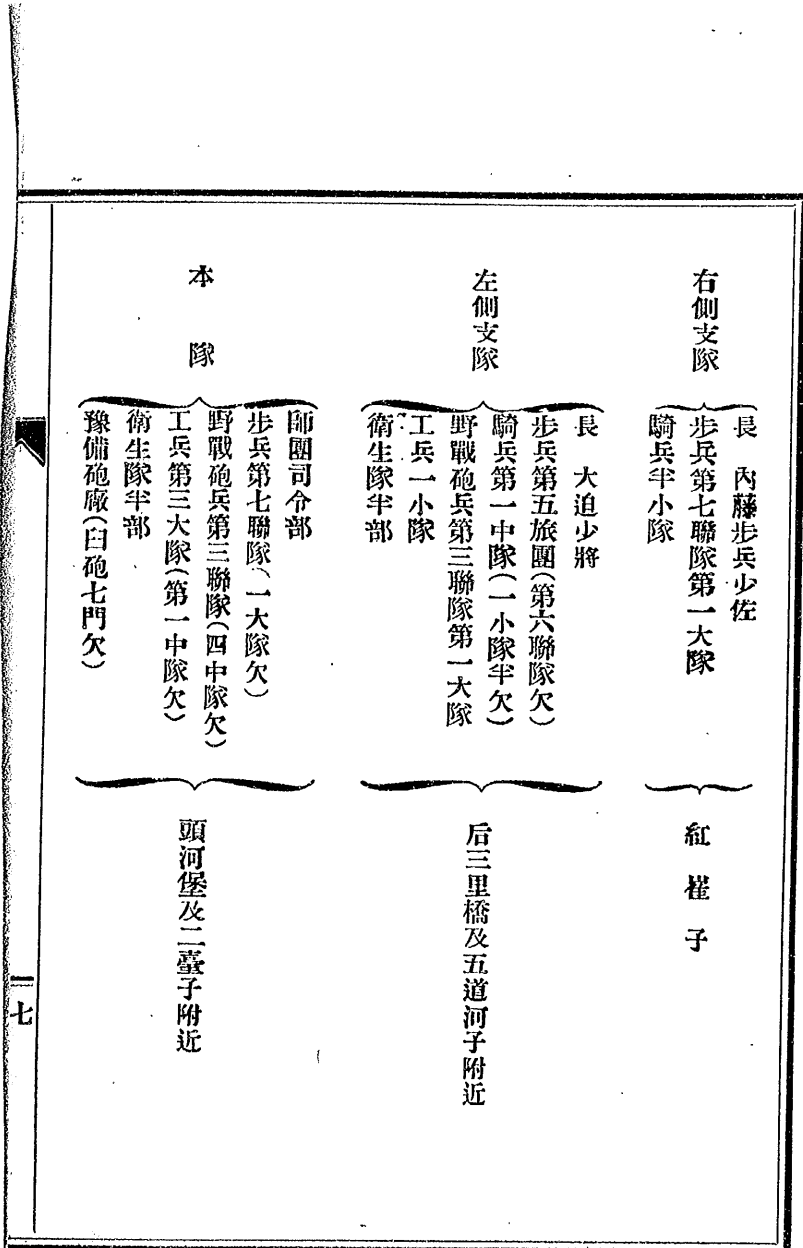 右側支隊
長　內藤步兵少佐
步兵第七聯隊第一大隊
騎兵半小隊
紅崔子
左側支隊
長　大迫少將
步兵第五旅團(第六聯隊欠)
騎兵第一中隊(一小隊半欠)
野戰砲兵第三聯隊第一大隊
工兵一小隊
衛生隊半部
后三里橋及五道河子附近
本隊
師團司令部
步兵第七聯隊(一大隊欠)
野戰砲兵第三聯隊(四中隊欠)
工兵第三大隊(第一中隊欠)
衛生隊半部
豫備砲廠(臼砲七門欠)
頭河堡及二臺子附近
七